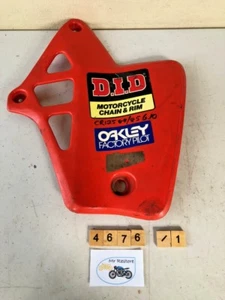 D.I.D
MOTORCYCLE
CHAIN & RIM
OAKLEY
FACTORY PILOT
4676/1